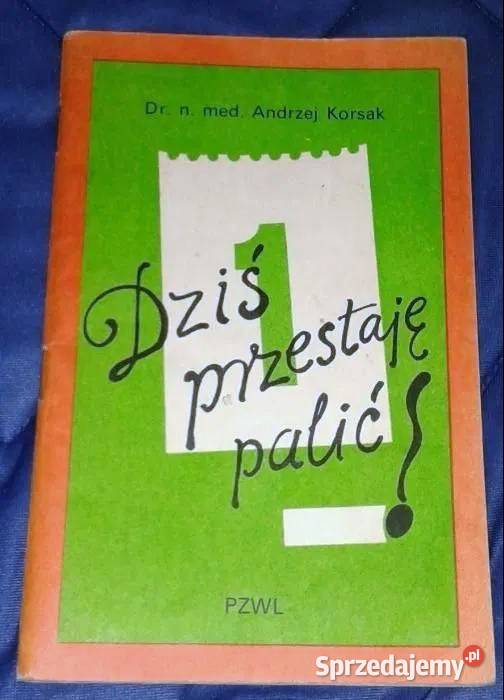 Dr. n. med. Andrzej Korsak
1
Dziś
przestaję
palić!
PZWL
Sprzedajemy.pl